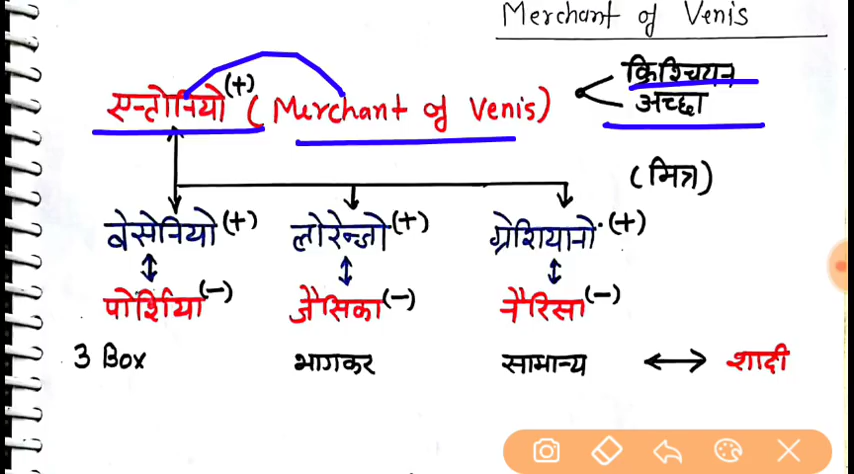 Merchant of Venis
क्रिश्चियन
एन्टोनियो (+) (Merchant of Venis)
अच्छा
(मित्र)
वेसेनियो (+) लोरेन्जो (+) ग्रेशियानो (+)
पोर्शिया (-) जैसिका (-) नैरिसा (-)
3 Box भागकर सामान्य ↔ शादी